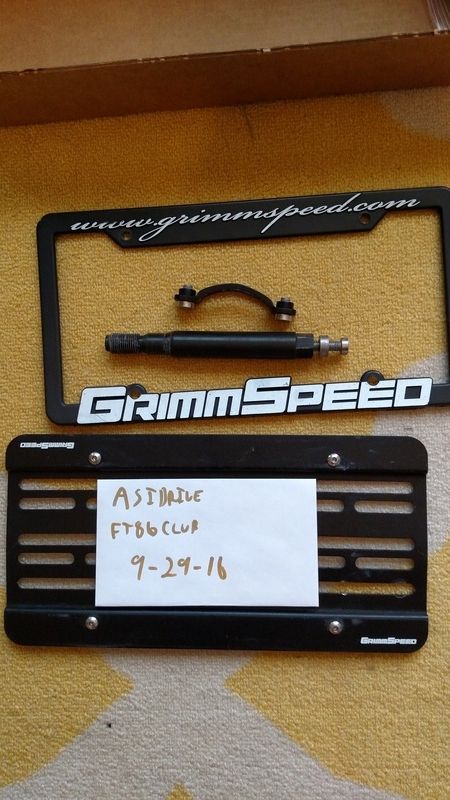 www.grimmspeed.com
GRIMMSPEED
GRIMMSPEED
ASIDRIVE
FT86CLUB
9-29-16
GRIMMSPEED